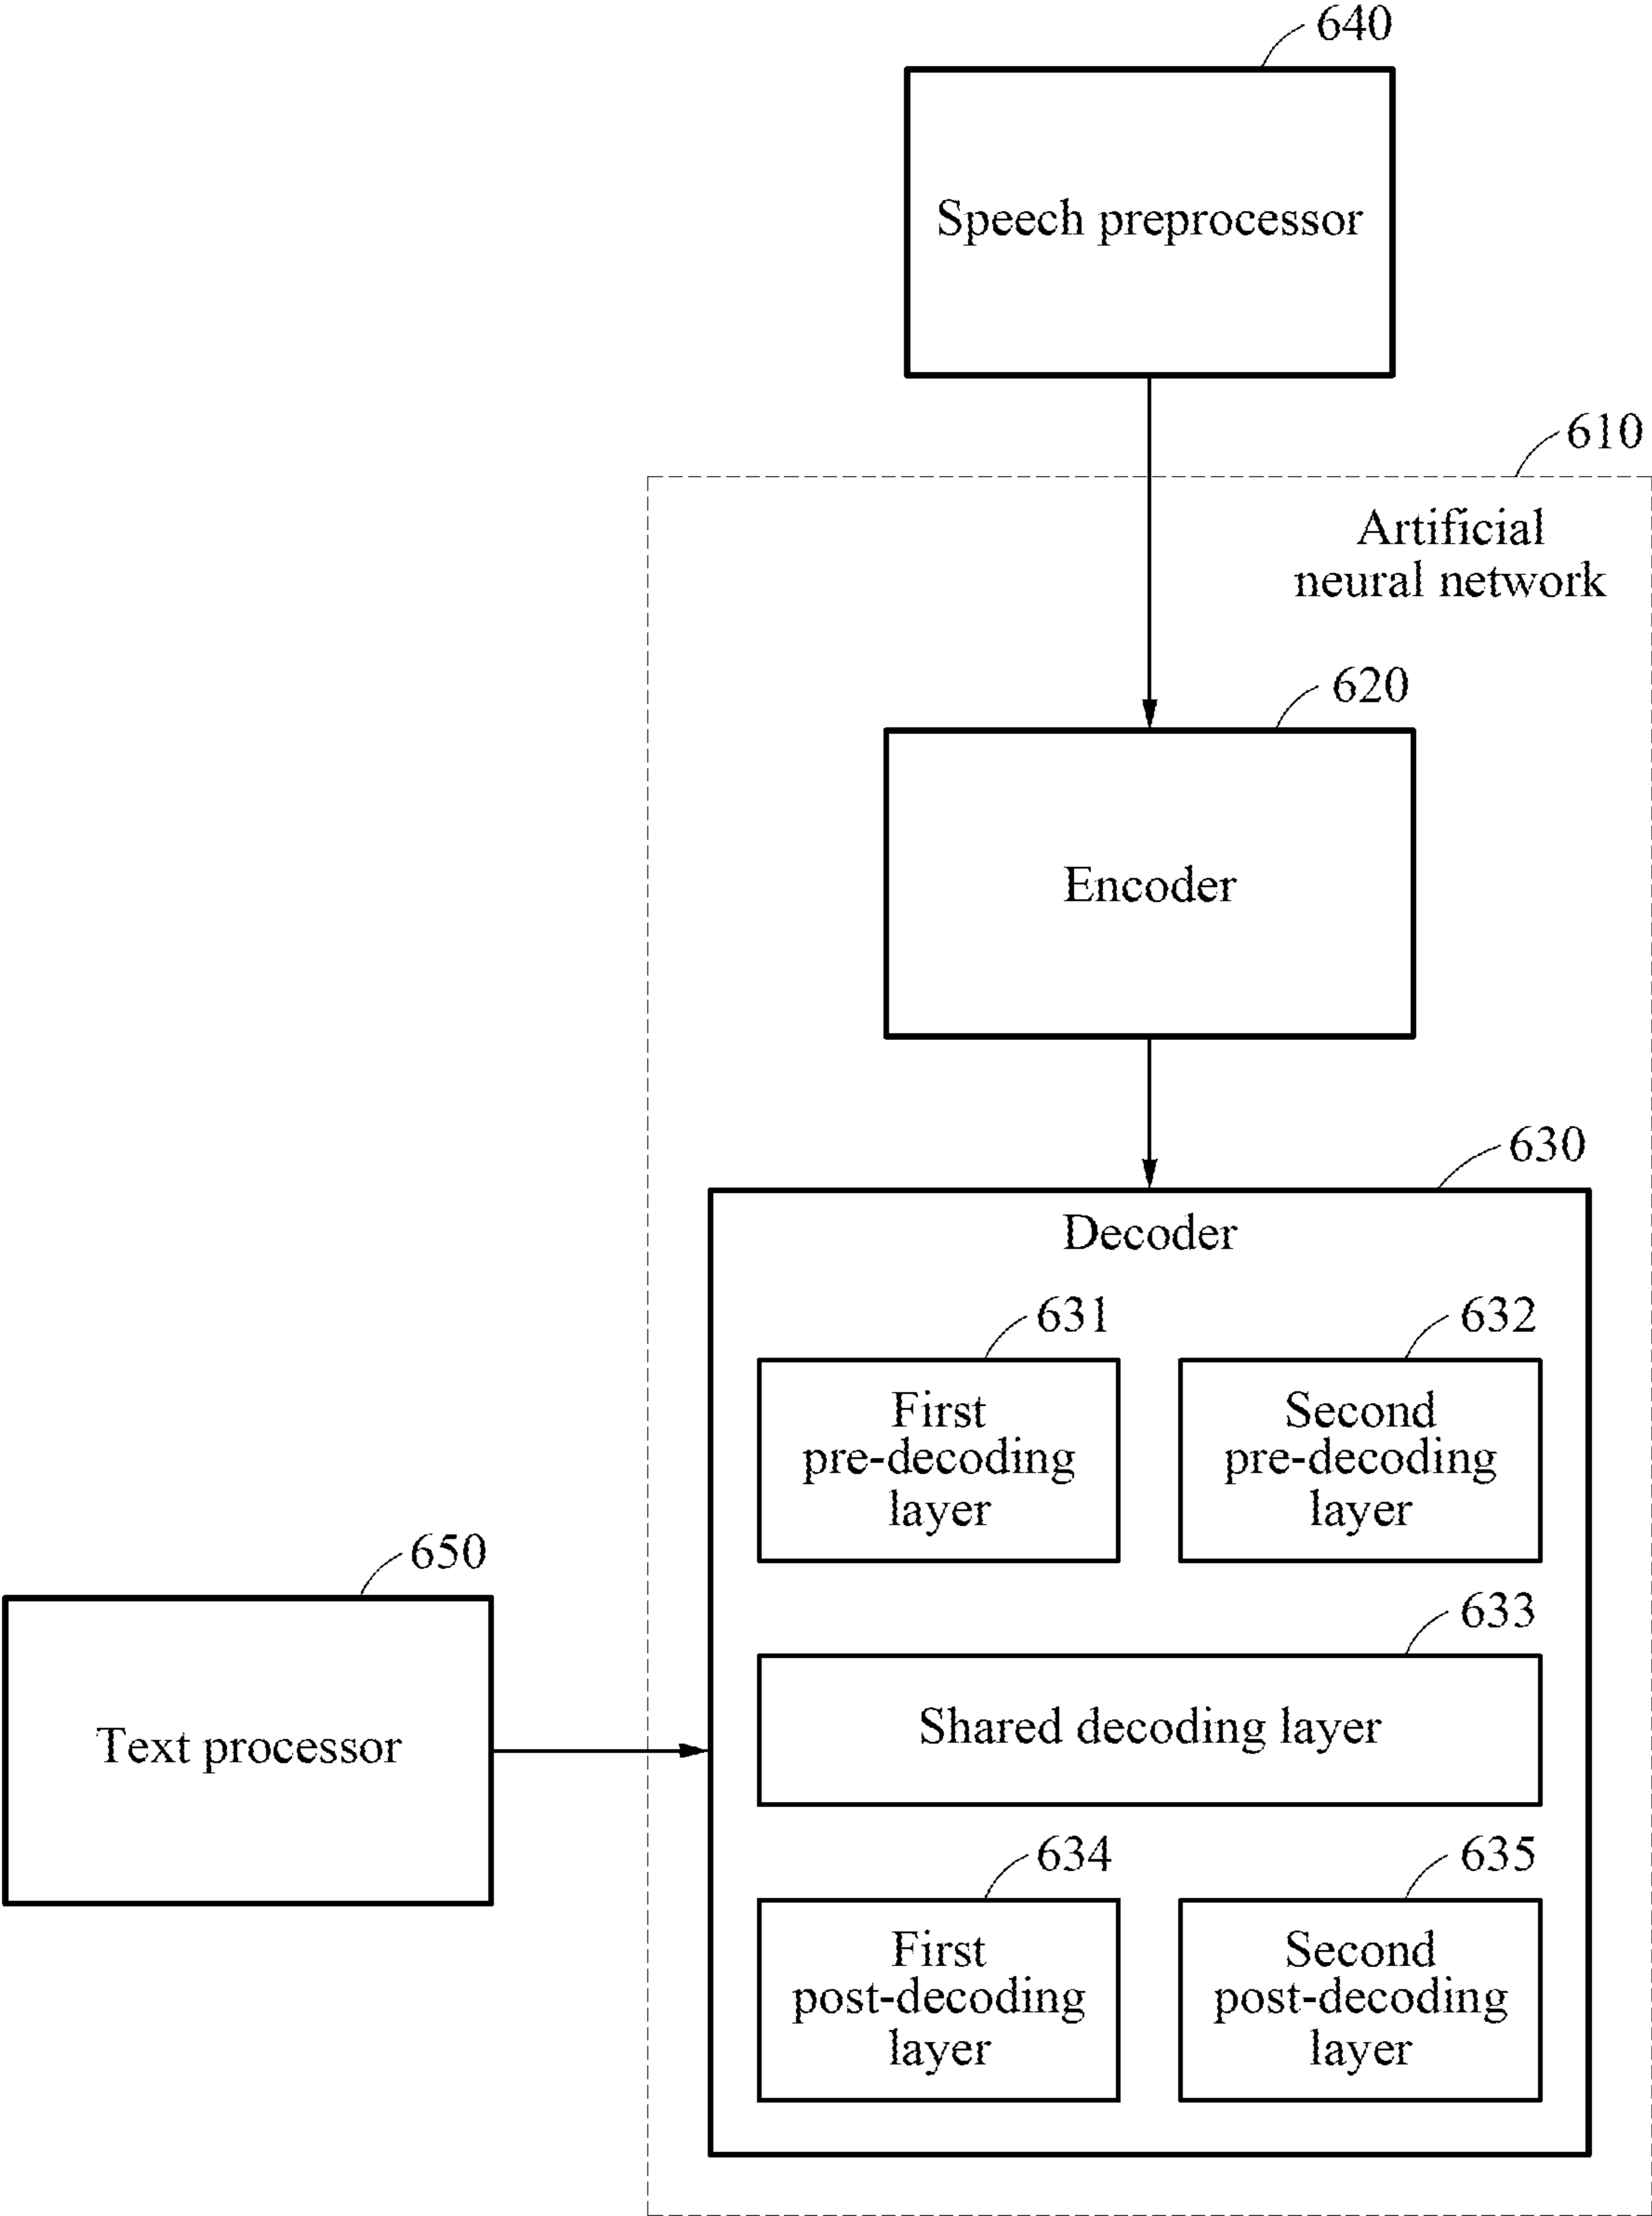 640
Speech preprocessor
610
Artificial
neural network
620
Encoder
630
Decoder
631
First
pre-decoding
layer
632
Second
pre-decoding
layer
650
Text processor
633
Shared decoding layer
634
First
post-decoding
layer
635
Second
post-decoding
layer